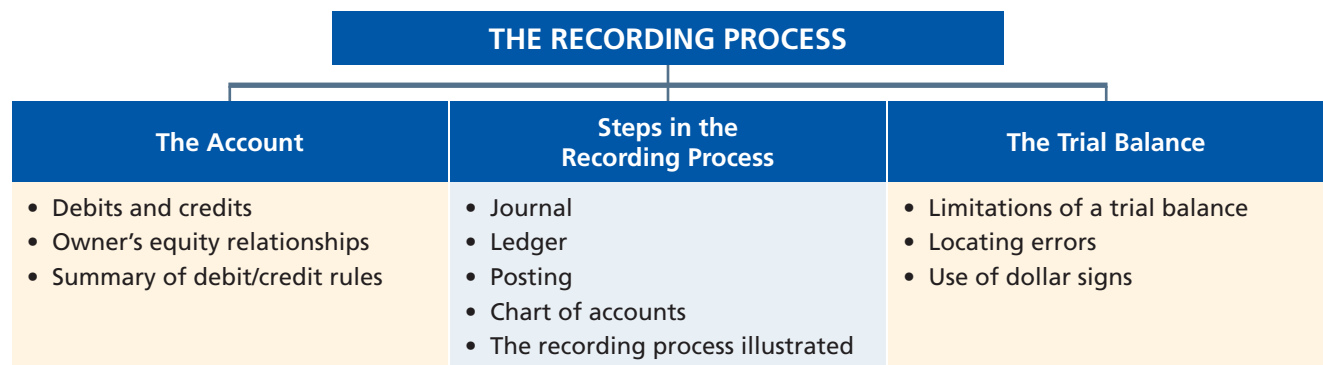 THE RECORDING PROCESS
The Account
• Debits and credits
• Owner’s equity relationships
• Summary of debit/credit rules
Steps in the
Recording Process
• Journal
• Ledger
• Posting
• Chart of accounts
• The recording process illustrated
The Trial Balance
• Limitations of a trial balance
• Locating errors
• Use of dollar signs